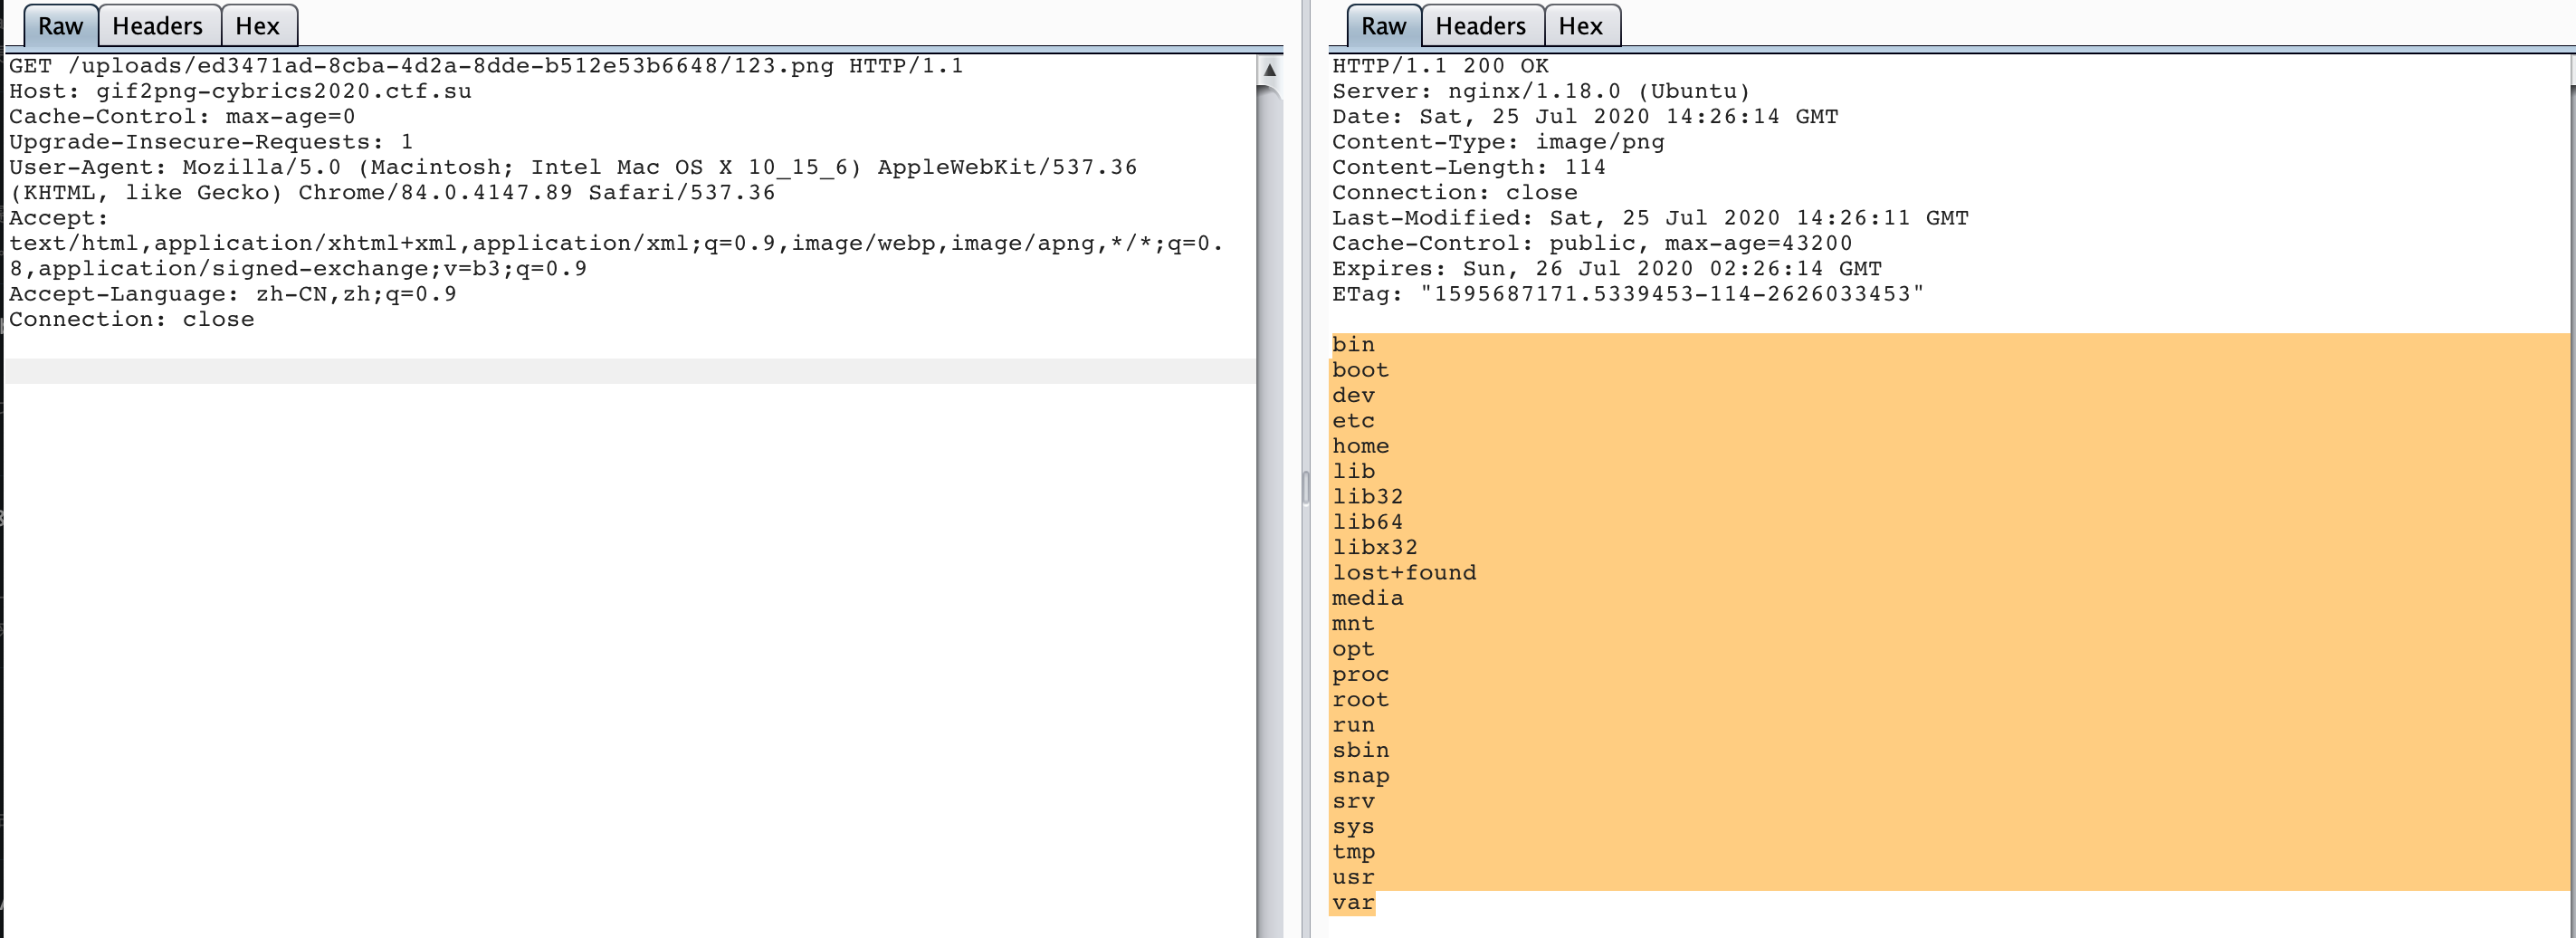 Raw Headers Hex
GET /uploads/ed3471ad-8cba-4d2a-8dde-b512e53b6648/123.png HTTP/1.1
Host: gif2png-cybrics2020.ctf.su
Cache-Control: max-age=0
Upgrade-Insecure-Requests: 1
User-Agent: Mozilla/5.0 (Macintosh; Intel Mac OS X 10_15_6) AppleWebKit/537.36
(KHTML, like Gecko) Chrome/84.0.4147.89 Safari/537.36
Accept:
text/html,application/xhtml+xml,application/xml;q=0.9,image/webp,image/apng,*/*;q=0.
8,application/signed-exchange;v=b3;q=0.9
Accept-Language: zh-CN,zh;q=0.9
Connection: close
Raw Headers Hex
HTTP/1.1 200 OK
Server: nginx/1.18.0 (Ubuntu)
Date: Sat, 25 Jul 2020 14:26:14 GMT
Content-Type: image/png
Content-Length: 114
Connection: close
Last-Modified: Sat, 25 Jul 2020 14:26:11 GMT
Cache-Control: public, max-age=43200
Expires: Sun, 26 Jul 2020 02:26:14 GMT
ETag: "1595687171.5339453-114-2626033453"
bin
boot
dev
etc
home
lib
lib32
lib64
libx32
lost+found
media
mnt
opt
proc
root
run
sbin
snap
srv
sys
tmp
usr
var